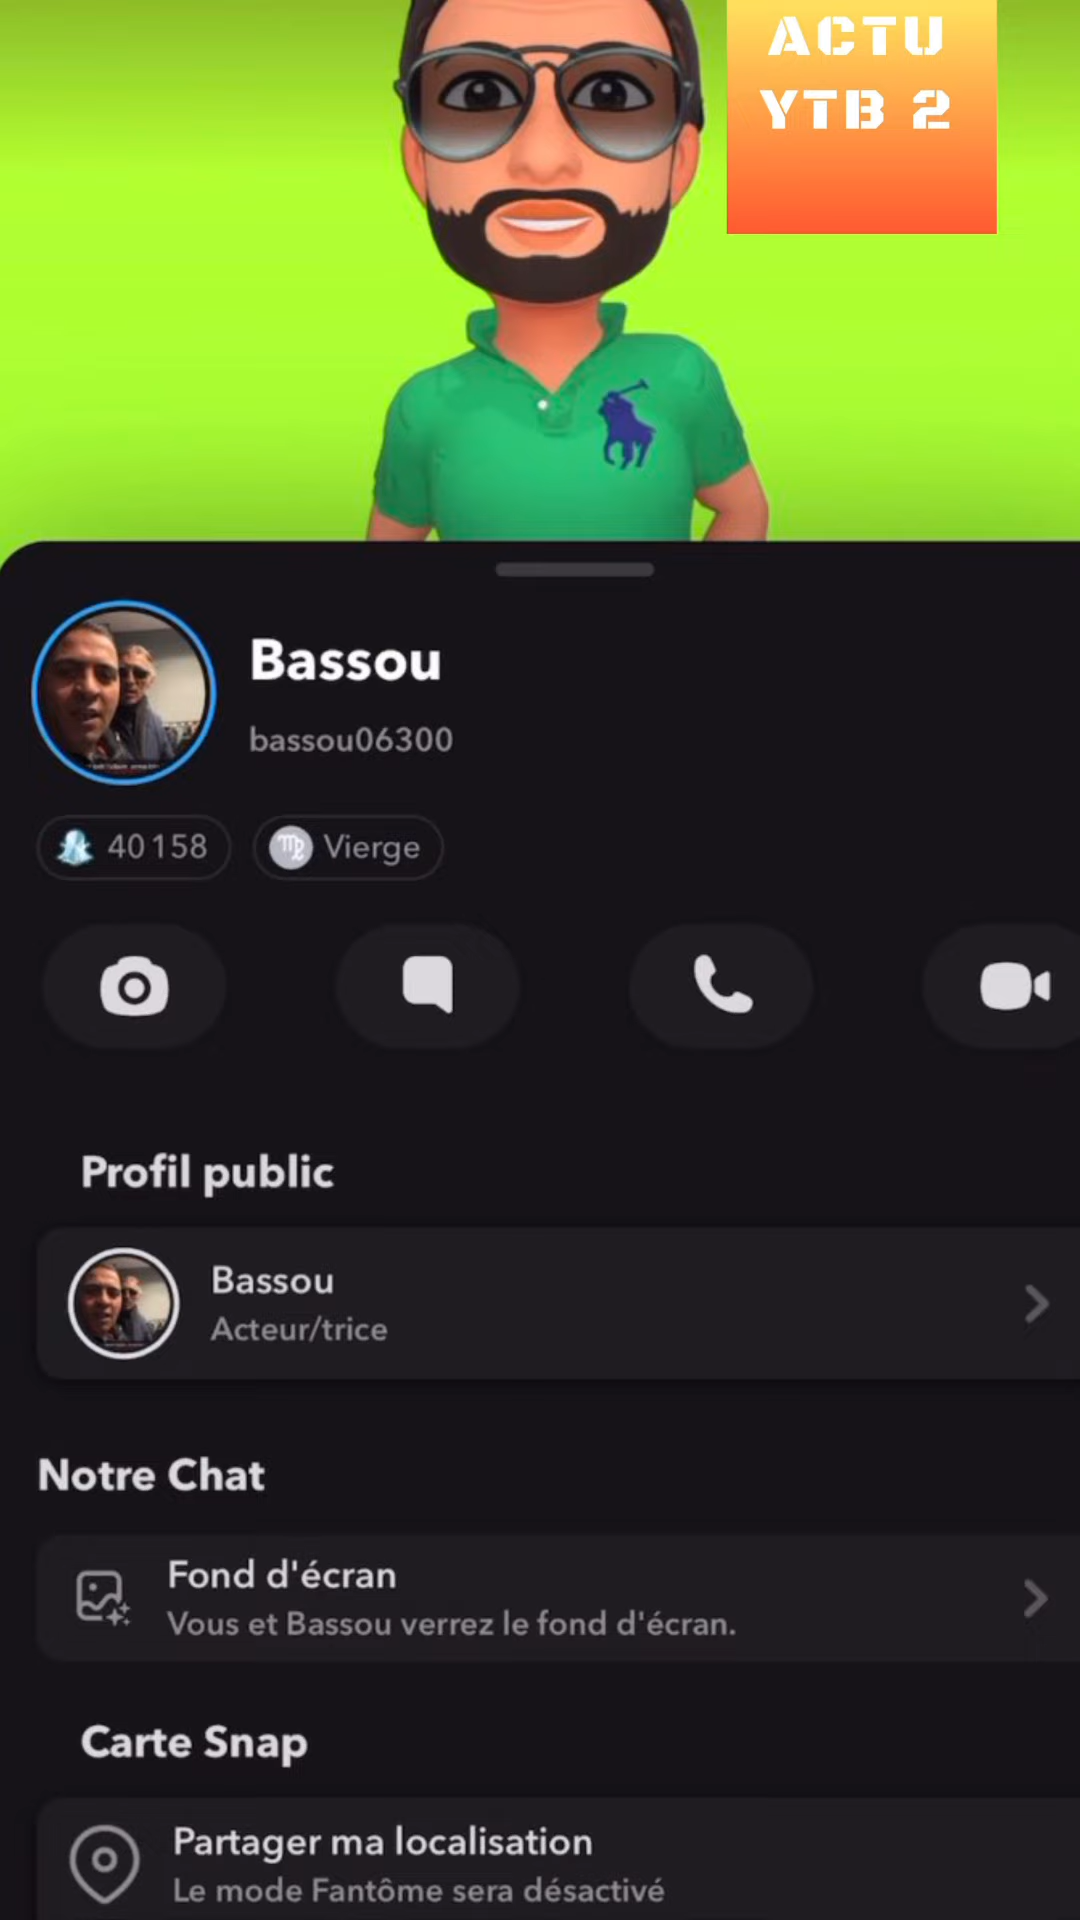 ACTU
YTB 2
Bassou
bassou06300
40 158
Vierge
Profil public
Bassou
Acteur/trice
Notre Chat
Fond d'écran
Vous et Bassou verrez le fond d'écran.
Carte Snap
Partager ma localisation
Le mode Fantôme sera désactivé